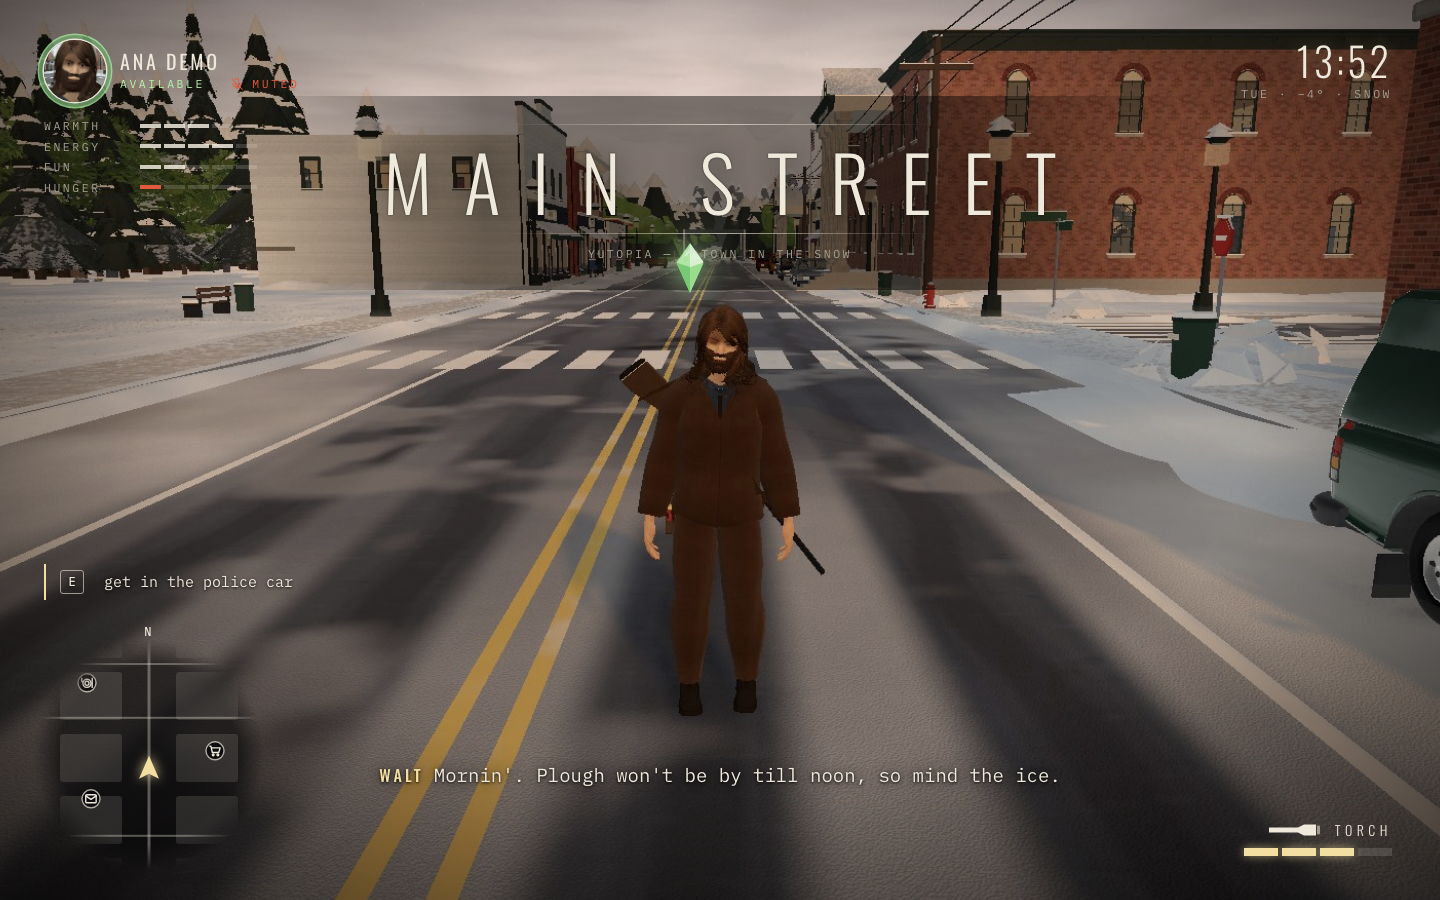 ANA DEMO
AVAILABLE MUTED
WARMTH
ENERGY
FUN
HUNGER
13:52
TUE · −4° · SNOW
MAIN STREET
YUTOPIA — TOWN IN THE SNOW
E get in the police car
N
WALT Mornin'. Plough won't be by till noon, so mind the ice.
TORCH